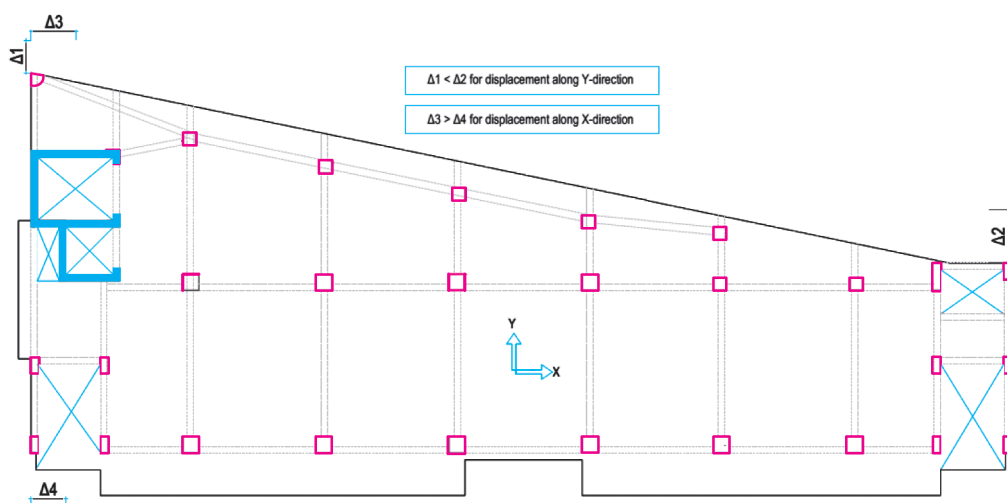 Δ3
Δ1
Δ1 < Δ2 for displacement along Y-direction
Δ3 > Δ4 for displacement along X-direction
Δ2
Y
X
Δ4